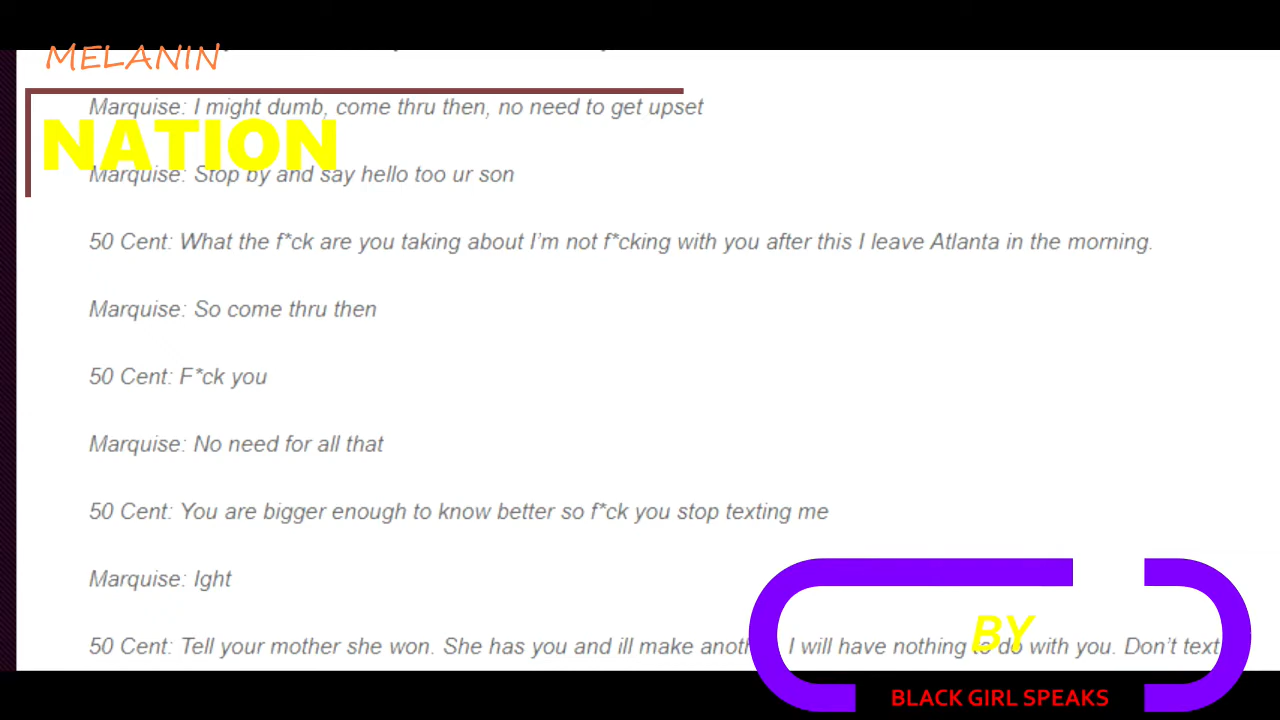 MELANIN
Marquise: I might dumb, come thru then, no need to get upset
NATION
Marquise: Stop by and say hello too ur son
50 Cent: What the f*ck are you taking about I'm not f*cking with you after this I leave Atlanta in the morning.
Marquise: So come thru then
50 Cent: F*ck you
Marquise: No need for all that
50 Cent: You are bigger enough to know better so f*ck you stop texting me
Marquise: Ight
50 Cent: Tell your mother she won. She has you and ill make I will have nothing to do with you. Don't text
BY
BLACK GIRL SPEAKS